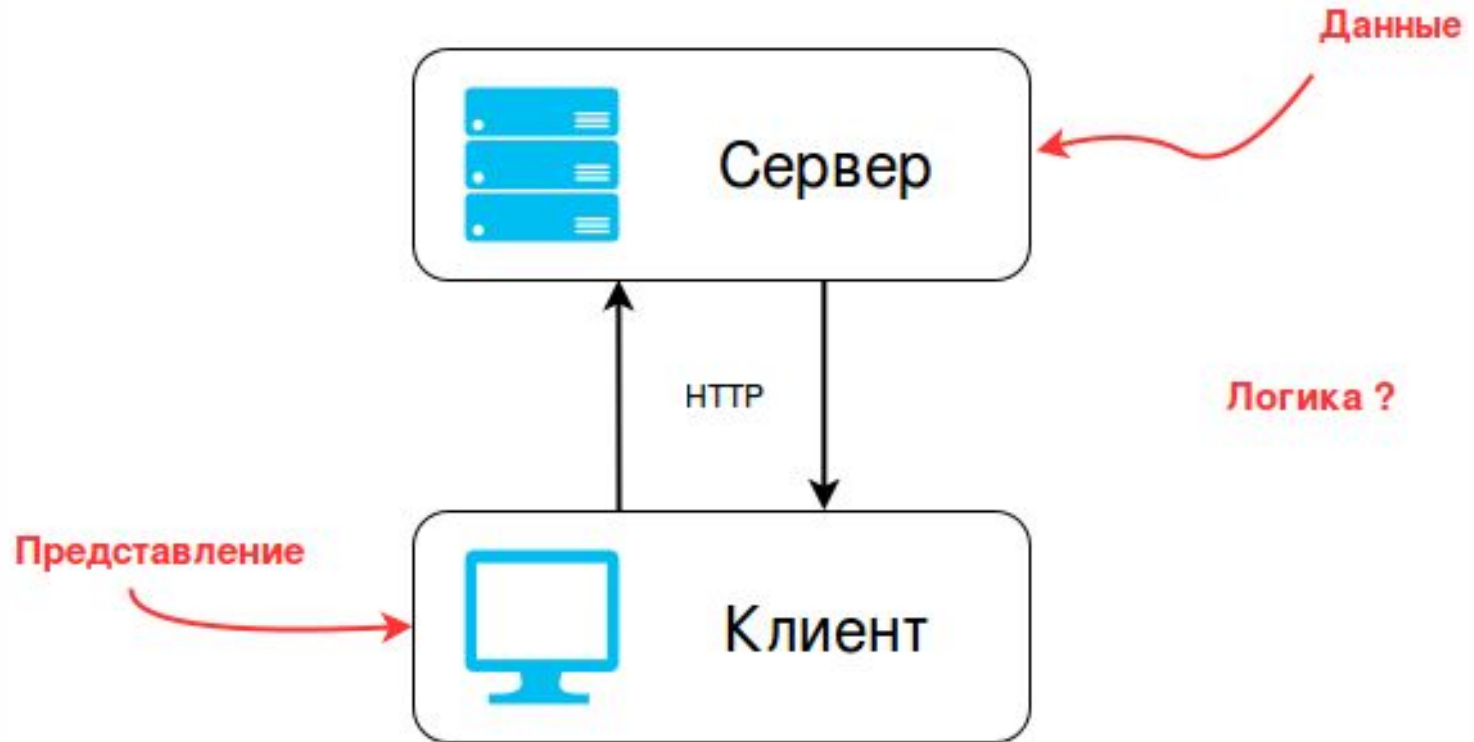 Данные
Сервер
HTTP
Логика ?
Представление
Клиент